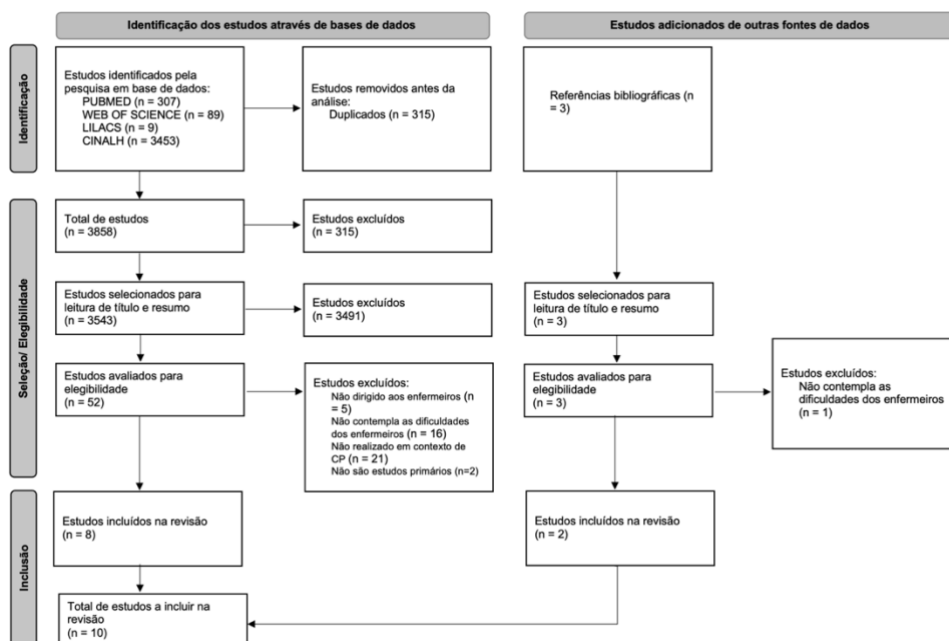 Identificação dos estudos através de bases de dados
Estudos adicionados de outras fontes de dados
Identificação
Estudos identificados pela
pesquisa em base de dados:
PUBMED (n = 307)
WEB OF SCIENCE (n = 89)
LILACS (n = 9)
CINALH (n = 3453)
Estudos removidos antes da
análise:
Duplicados (n = 315)
Referências bibliográficas (n
= 3)
Seleção/ Elegibilidade
Total de estudos
(n = 3858)
Estudos excluídos
(n = 315)
Estudos selecionados para
leitura de título e resumo
(n = 3543)
Estudos excluídos
(n = 3491)
Estudos selecionados para
leitura de título e resumo
(n = 3)
Estudos avaliados para
elegibilidade
(n = 52)
Estudos excluídos:
Não dirigido aos enfermeiros (n
= 5)
Não contempla as dificuldades
dos enfermeiros (n = 16)
Não realizado em contexto de
CP (n = 21)
Não são estudos primários (n=2)
Estudos avaliados para
elegibilidade
(n = 3)
Estudos excluídos:
Não contempla as
dificuldades dos enfermeiros
(n = 1)
Inclusão
Estudos incluídos na revisão
(n = 8)
Estudos incluídos na revisão
(n = 2)
Total de estudos a incluir na
revisão
(n = 10)